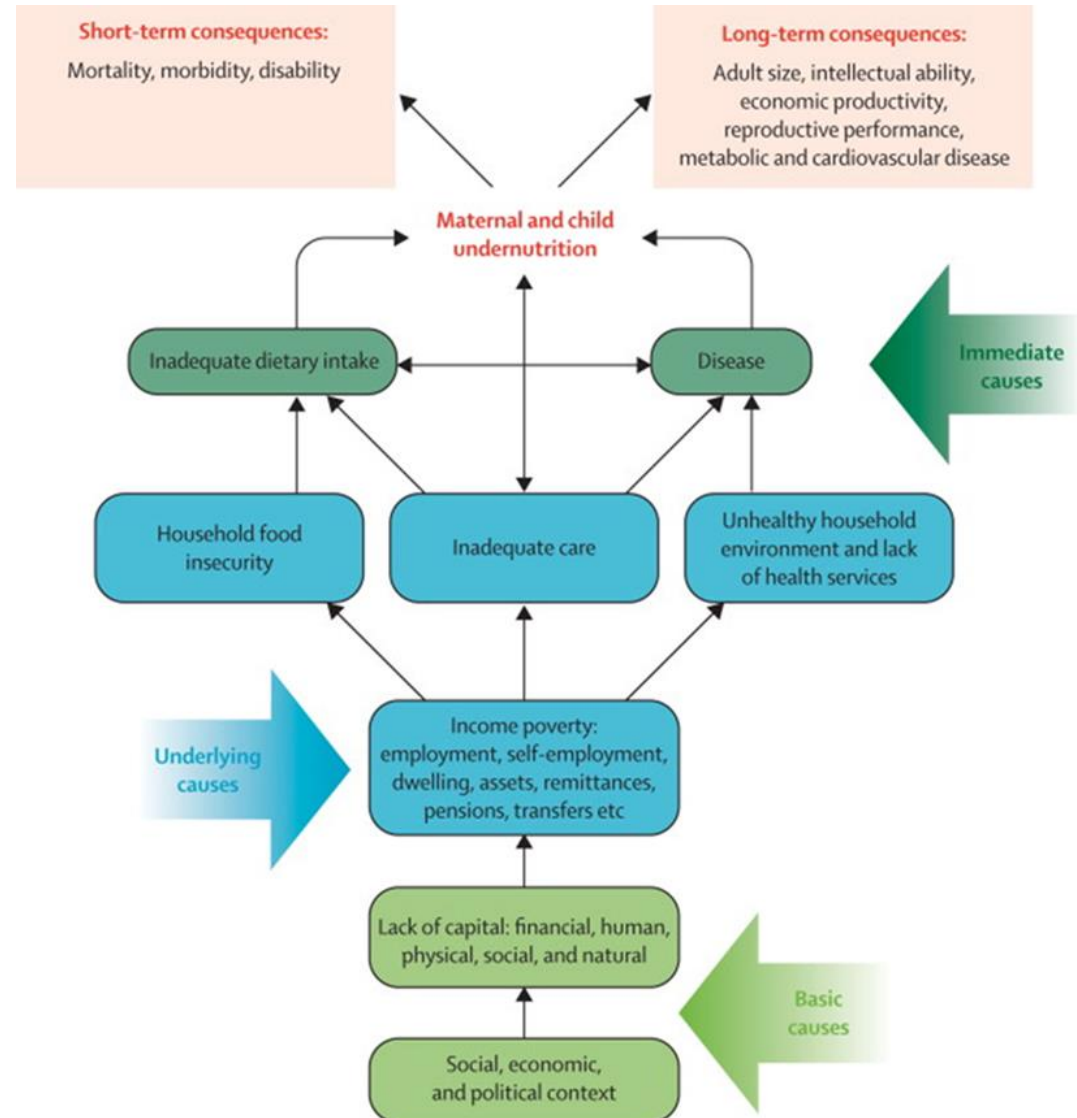 Short-term consequences:
Mortality, morbidity, disability
Long-term consequences:
Adult size, intellectual ability,
economic productivity,
reproductive performance,
metabolic and cardiovascular disease
Maternal and child
undernutrition
Inadequate dietary intake
Disease
Immediate
causes
Household food
insecurity
Inadequate care
Unhealthy household
environment and lack
of health services
Underlying
causes
Income poverty:
employment, self-employment,
dwelling, assets, remittances,
pensions, transfers etc
Lack of capital: financial, human,
physical, social, and natural
Basic
causes
Social, economic,
and political context